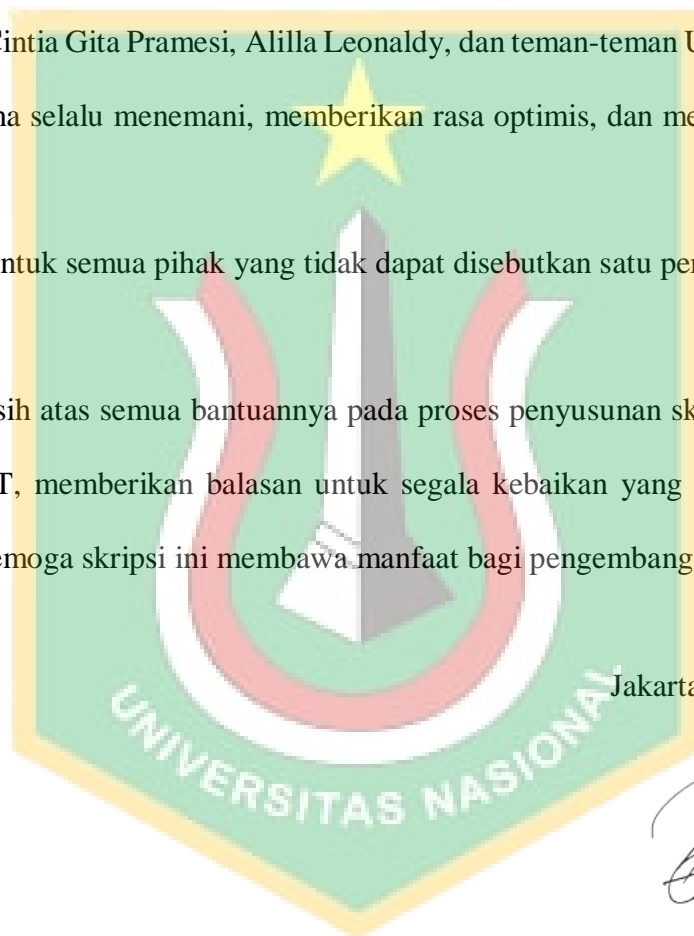 Cintia Gita Pramesi, Alilla Leonaldy, dan teman-teman U
na selalu menemani, memberikan rasa optimis, dan me
ntuk semua pihak yang tidak dapat disebutkan satu per
sih atas semua bantuannya pada proses penyusunan sk
T, memberikan balasan untuk segala kebaikan yang
emoga skripsi ini membawa manfaat bagi pengembang
Jakarta
UNIVERSITAS NASIONAL